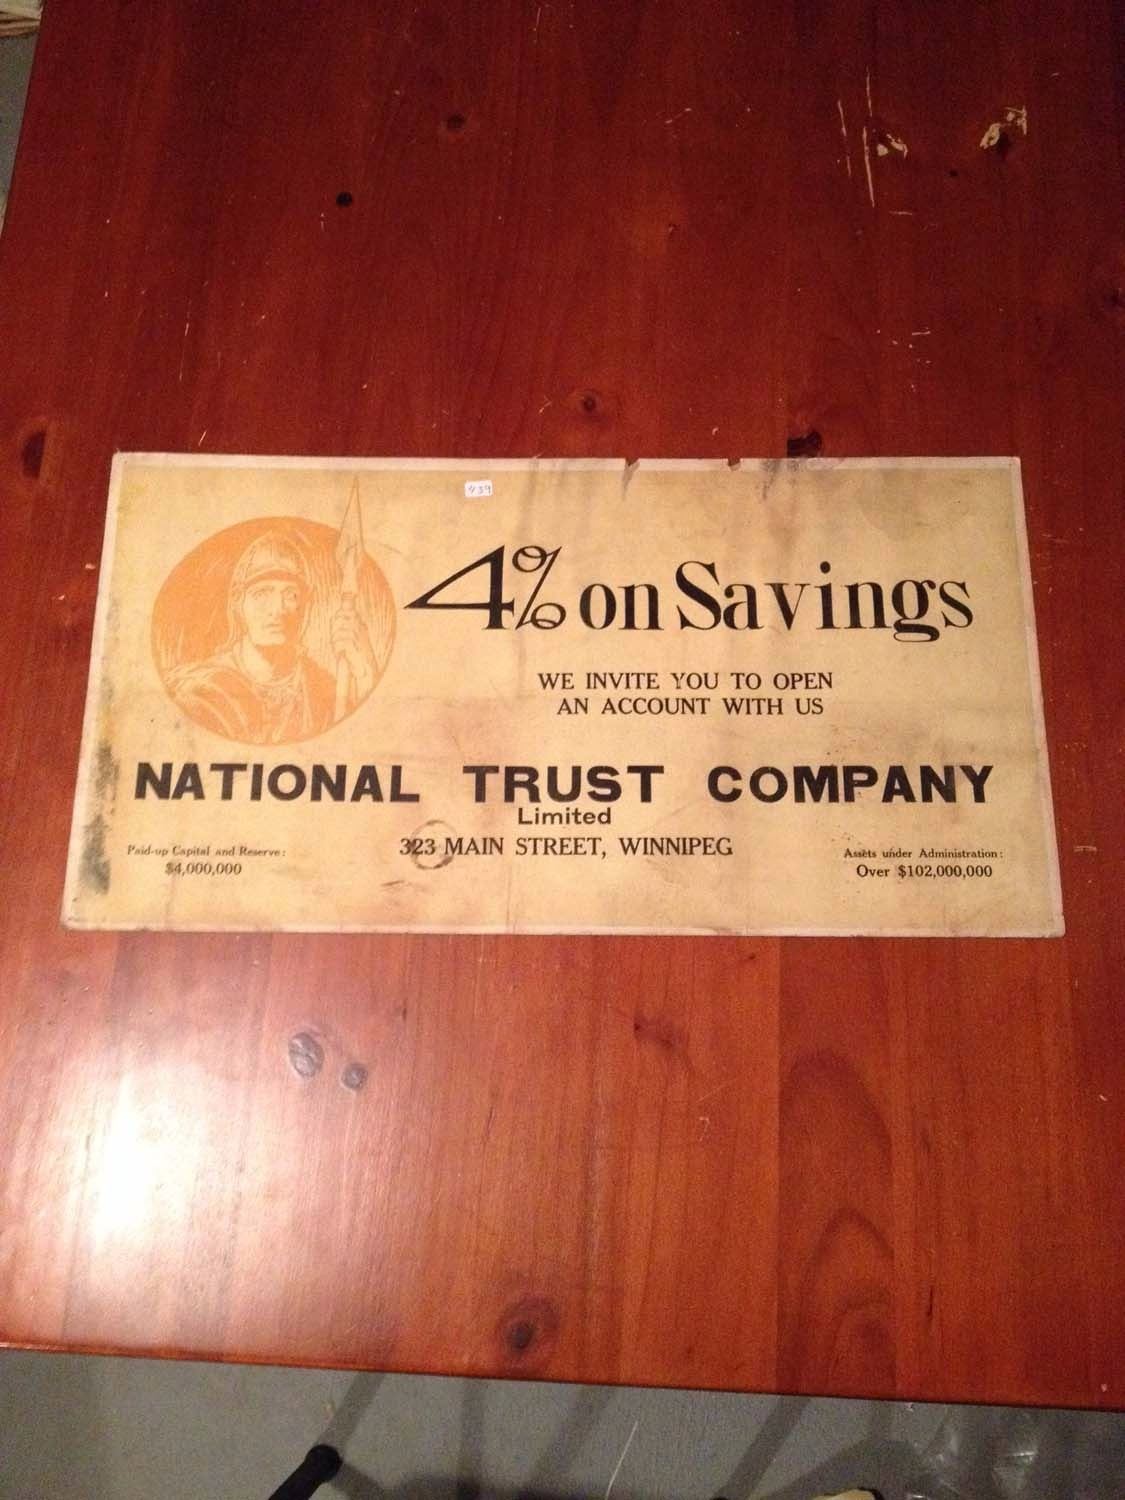 439
4% on Savings
WE INVITE YOU TO OPEN
AN ACCOUNT WITH US
NATIONAL TRUST COMPANY
Limited
323 MAIN STREET, WINNIPEG
Paid-up Capital and Reserve:
$4,000,000
Assets under Administration:
Over $102,000,000